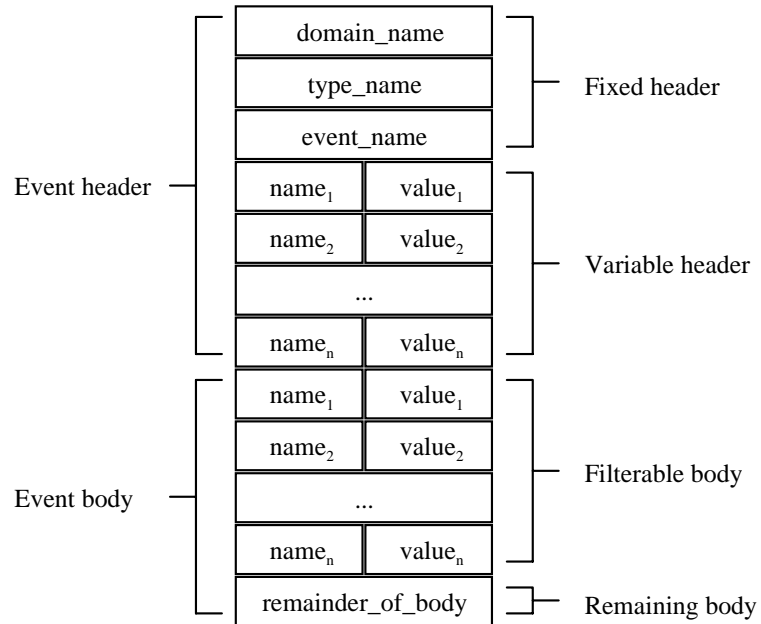 domain_name
type_name
Fixed header
event_name
Event header
name₁ value₁
name₂ value₂
Variable header
...
nameₙ valueₙ
name₁ value₁
name₂ value₂
Filterable body
Event body
...
nameₙ valueₙ
remainder_of_body
Remaining body